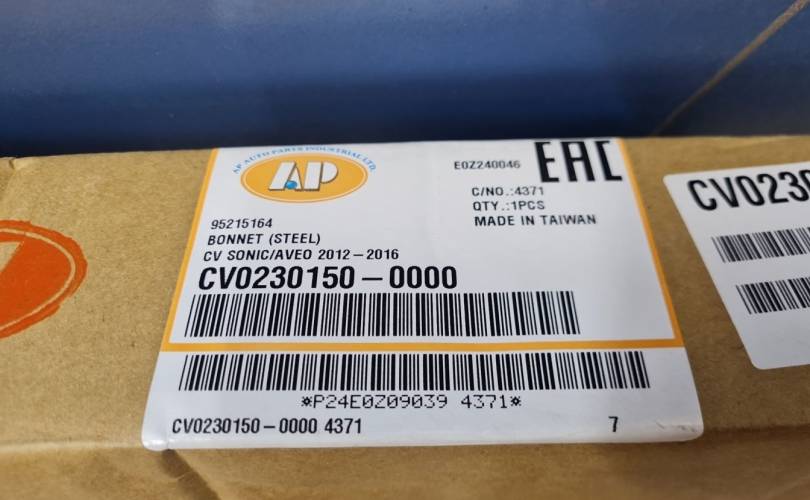 AP AUTO PARTS INDUSTRIAL LTD.
AP
E0Z240046
EAC
C/NO.:4371
QTY.:1PCS
MADE IN TAIWAN
95215164
BONNET (STEEL)
CV SONIC/AVEO 2012-2016
CV0230150-0000
*P24E0Z09039 4371*
CV0230150-0000 4371
7
CV0230